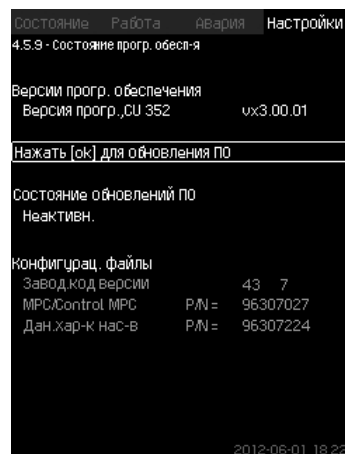 Состояние Работа Авария Настройки
4.5.9 - Состояние прогр. обесп-я
Версии прогр. обеспечения
Версия прогр.,CU 352 vx3.00.01
Нажать [ok] для обновления ПО
Состояние обновлений ПО
Неактивн.
Конфигурац. файлы
Завод.код версии 43 7
MPC/Control MPC P/N = 96307027
Дан.хар-к нас-в P/N = 96307224
2012-06-01 18:22